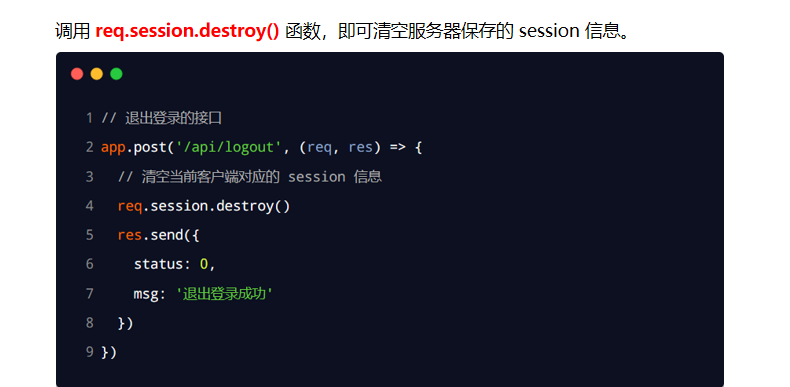 调用 req.session.destroy() 函数，即可清空服务器保存的 session 信息。
1 // 退出登录的接口
2 app.post('/api/logout', (req, res) => {
3   // 清空当前客户端对应的 session 信息
4   req.session.destroy()
5   res.send({
6     status: 0,
7     msg: '退出登录成功'
8   })
9 })